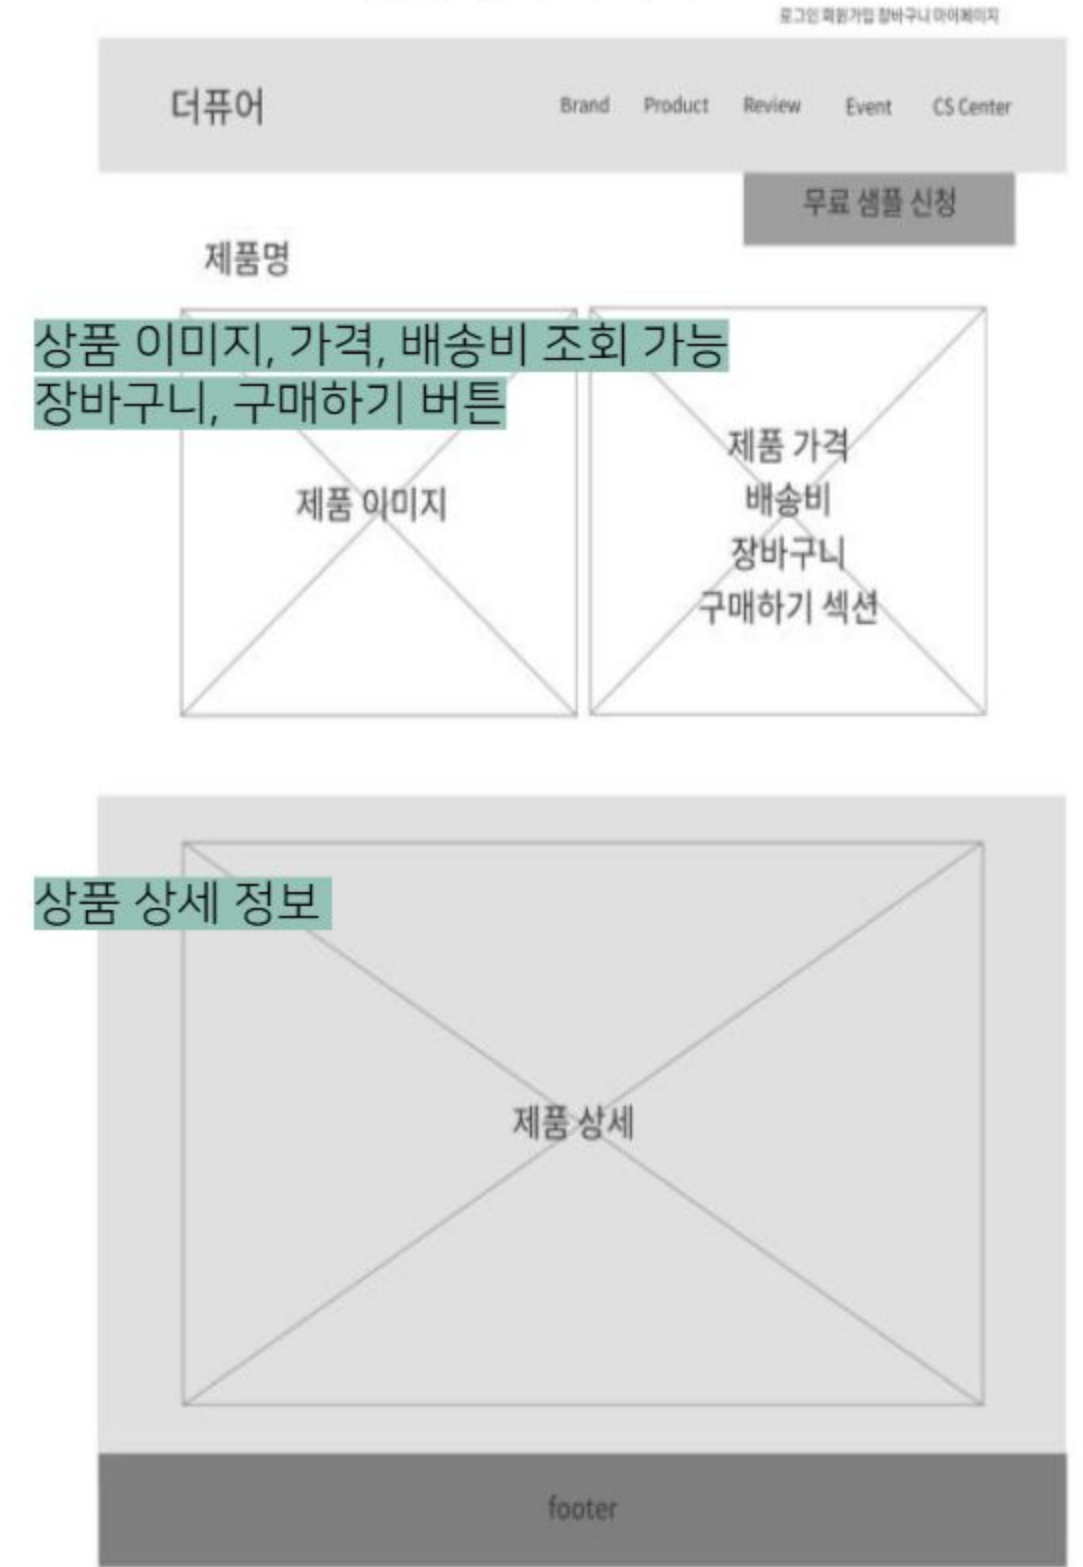 로그인 회원가입 장바구니 마이페이지
더퓨어
Brand Product Review Event CS Center
무료 샘플 신청
제품명
상품 이미지, 가격, 배송비 조회 가능
장바구니, 구매하기 버튼
제품 이미지
제품 가격
배송비
장바구니
구매하기 섹션
상품 상세 정보
제품 상세
footer